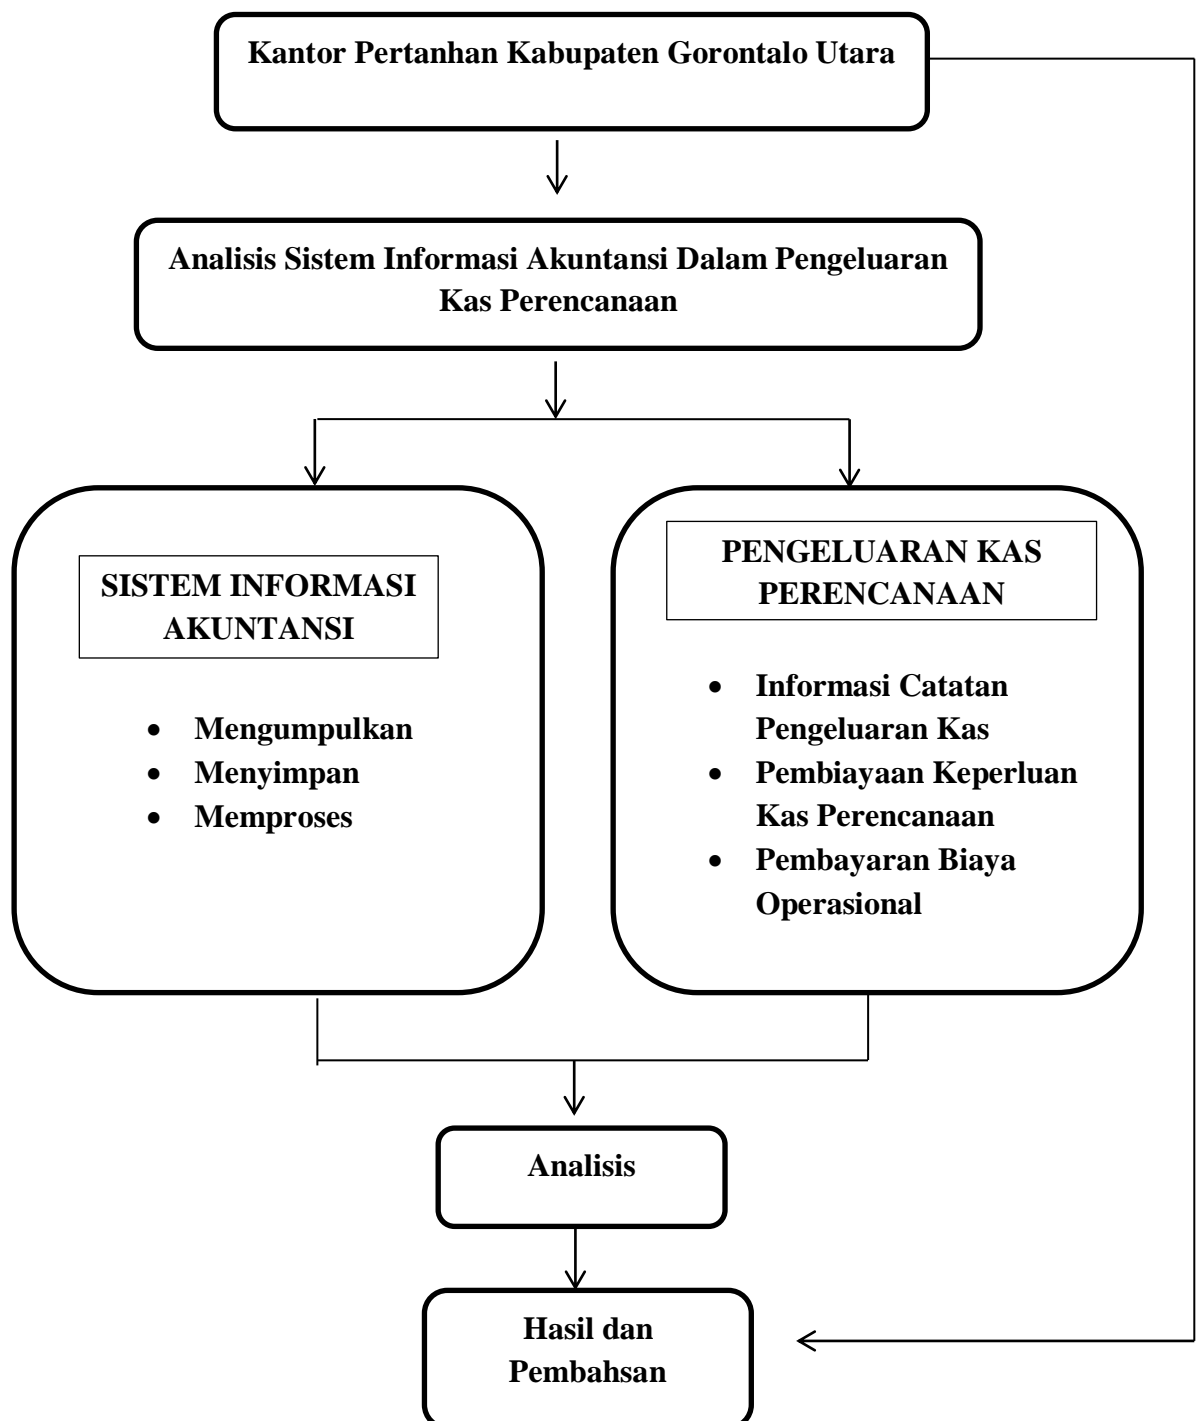 Kantor Pertanhan Kabupaten Gorontalo Utara
Analisis Sistem Informasi Akuntansi Dalam Pengeluaran
Kas Perencanaan
SISTEM INFORMASI
AKUNTANSI
• Mengumpulkan
• Menyimpan
• Memproses
PENGELUARAN KAS
PERENCANAAN
• Informasi Catatan
Pengeluaran Kas
• Pembiayaan Keperluan
Kas Perencanaan
• Pembayaran Biaya
Operasional
Analisis
Hasil dan
Pembahsan